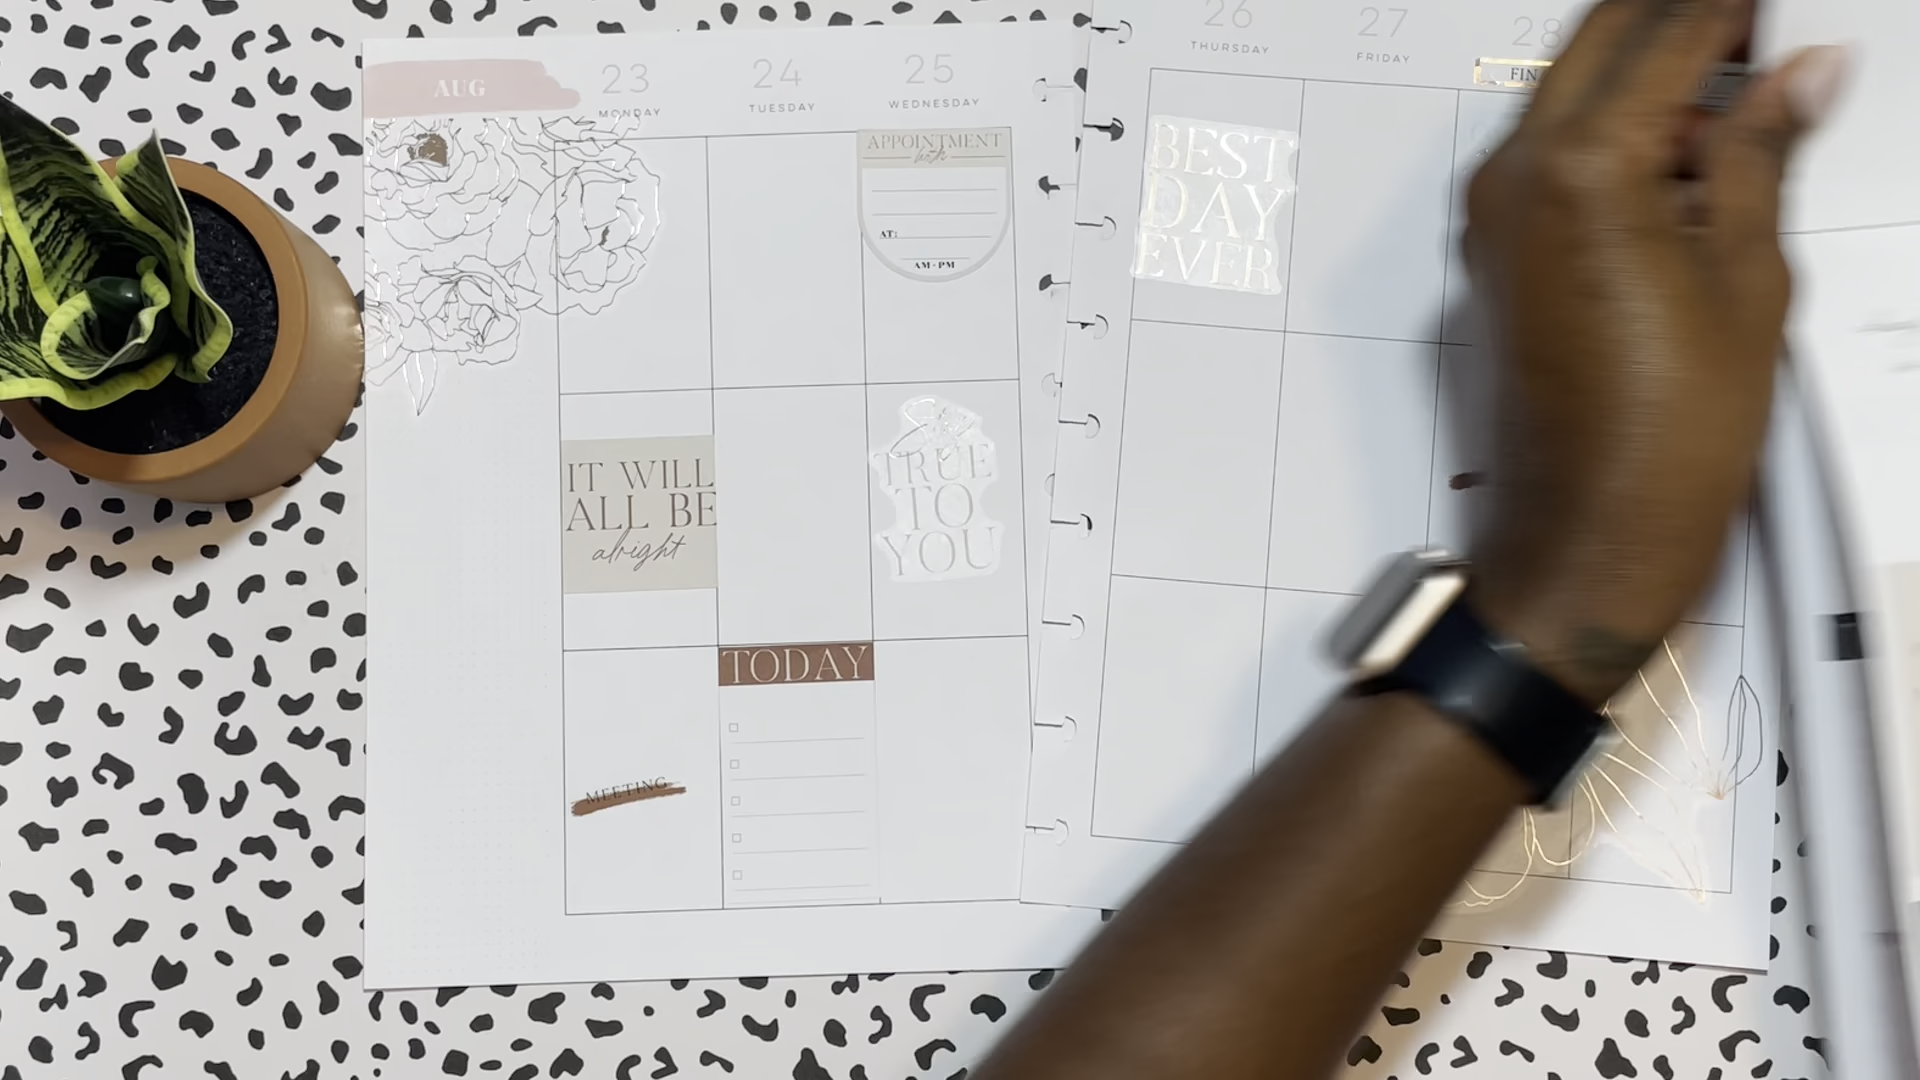 AUG
23
MONDAY
24
TUESDAY
25
WEDNESDAY
APPOINTMENT
with
AT:
AM - PM
IT WILL
ALL BE
alright
TRUE
TO
YOU
MEETING
TODAY
26
THURSDAY
27
FRIDAY
28
BEST
DAY
EVER